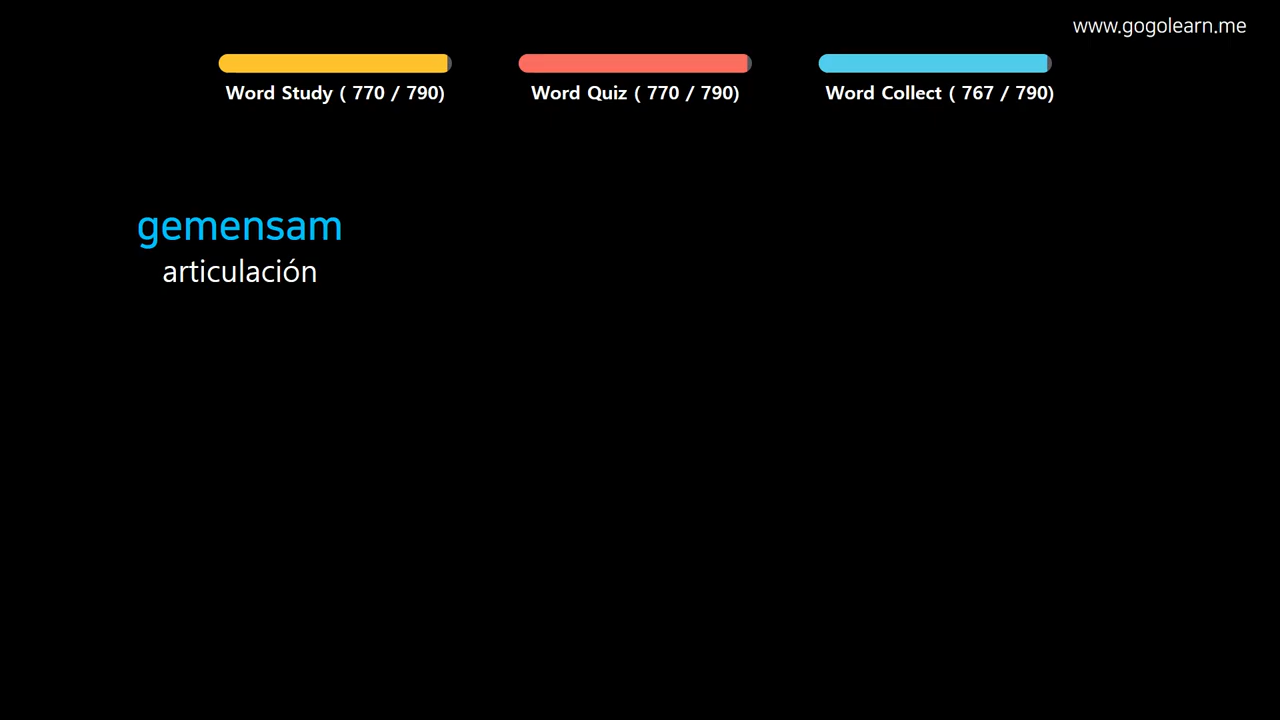 www.gogolearn.me
Word Study ( 770 / 790)
Word Quiz ( 770 / 790)
Word Collect ( 767 / 790)
gemensam
articulación